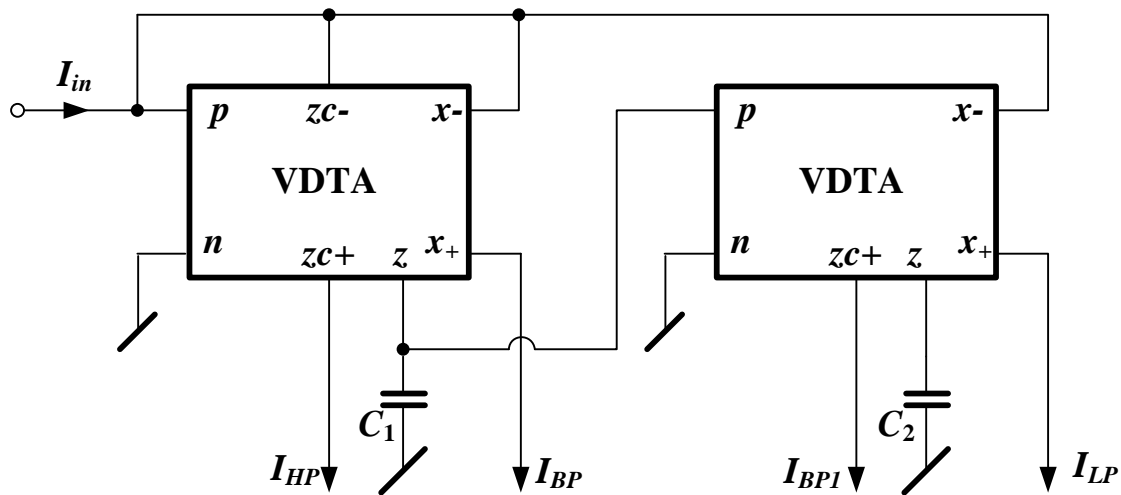 I_in
p zc- x-
VDTA
n zc+ z x+
p x-
VDTA
n zc+ z x+
C1
C2
I_HP
I_BP
I_BP1
I_LP